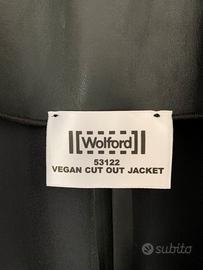 Wolford
53122
VEGAN CUT OUT JACKET
subito